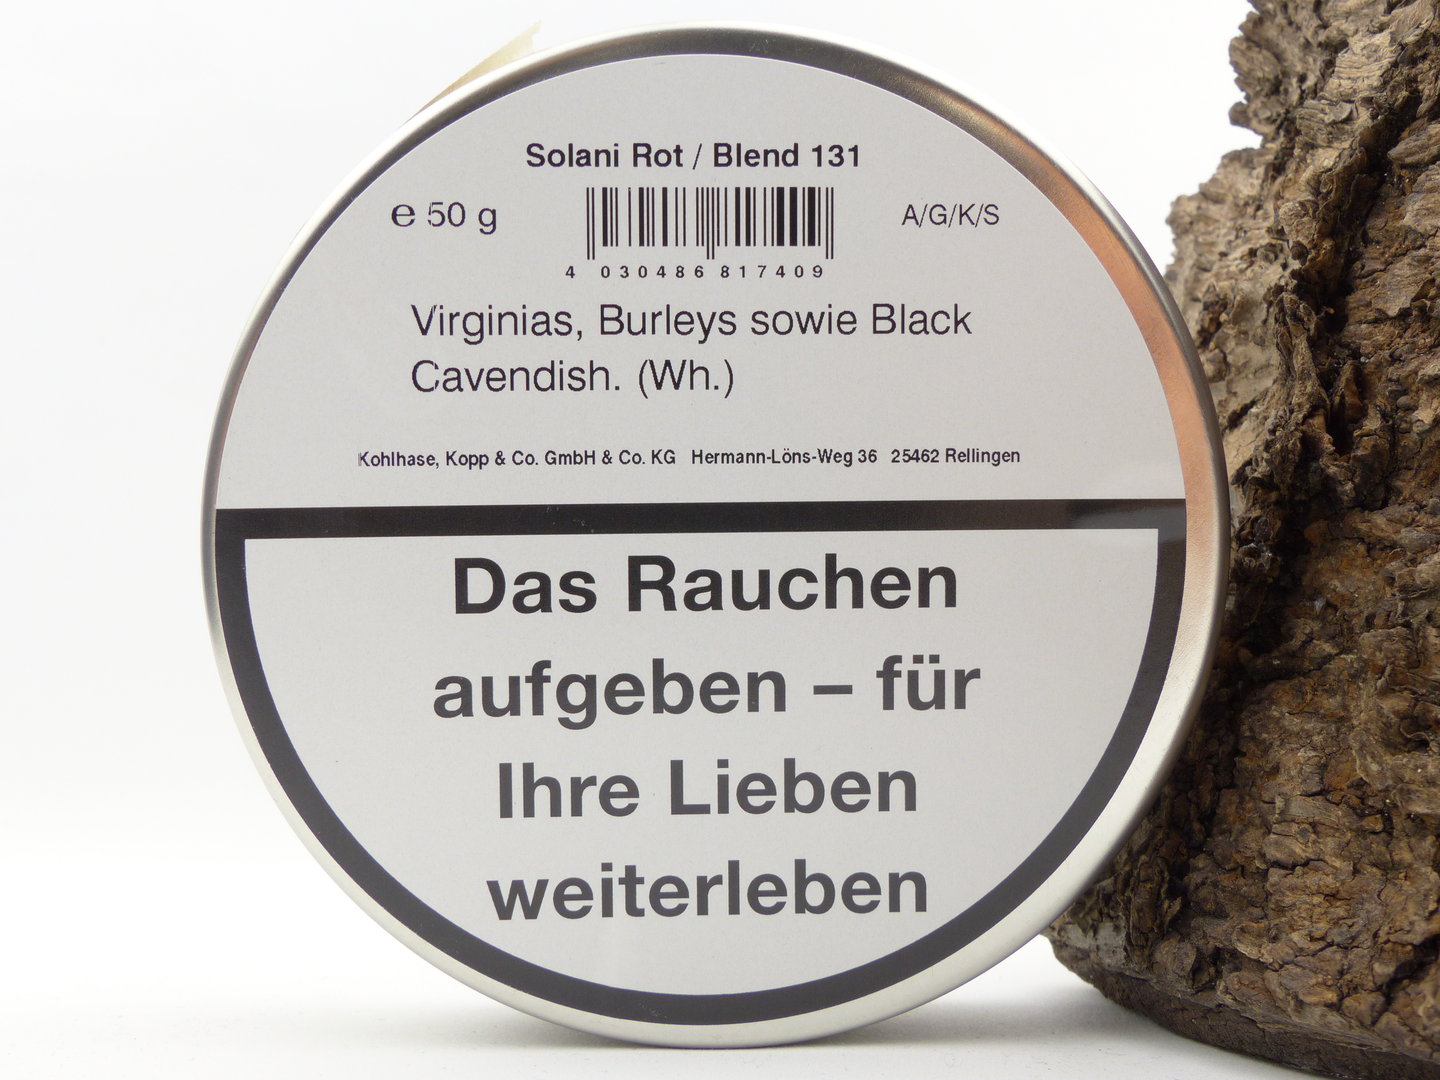 Solani Rot / Blend 131
℮ 50 g
A/G/K/S
4 030486 817409
Virginias, Burleys sowie Black
Cavendish. (Wh.)
Kohlhase, Kopp & Co. GmbH & Co. KG Hermann-Löns-Weg 36 25462 Rellingen
Das Rauchen
aufgeben – für
Ihre Lieben
weiterleben